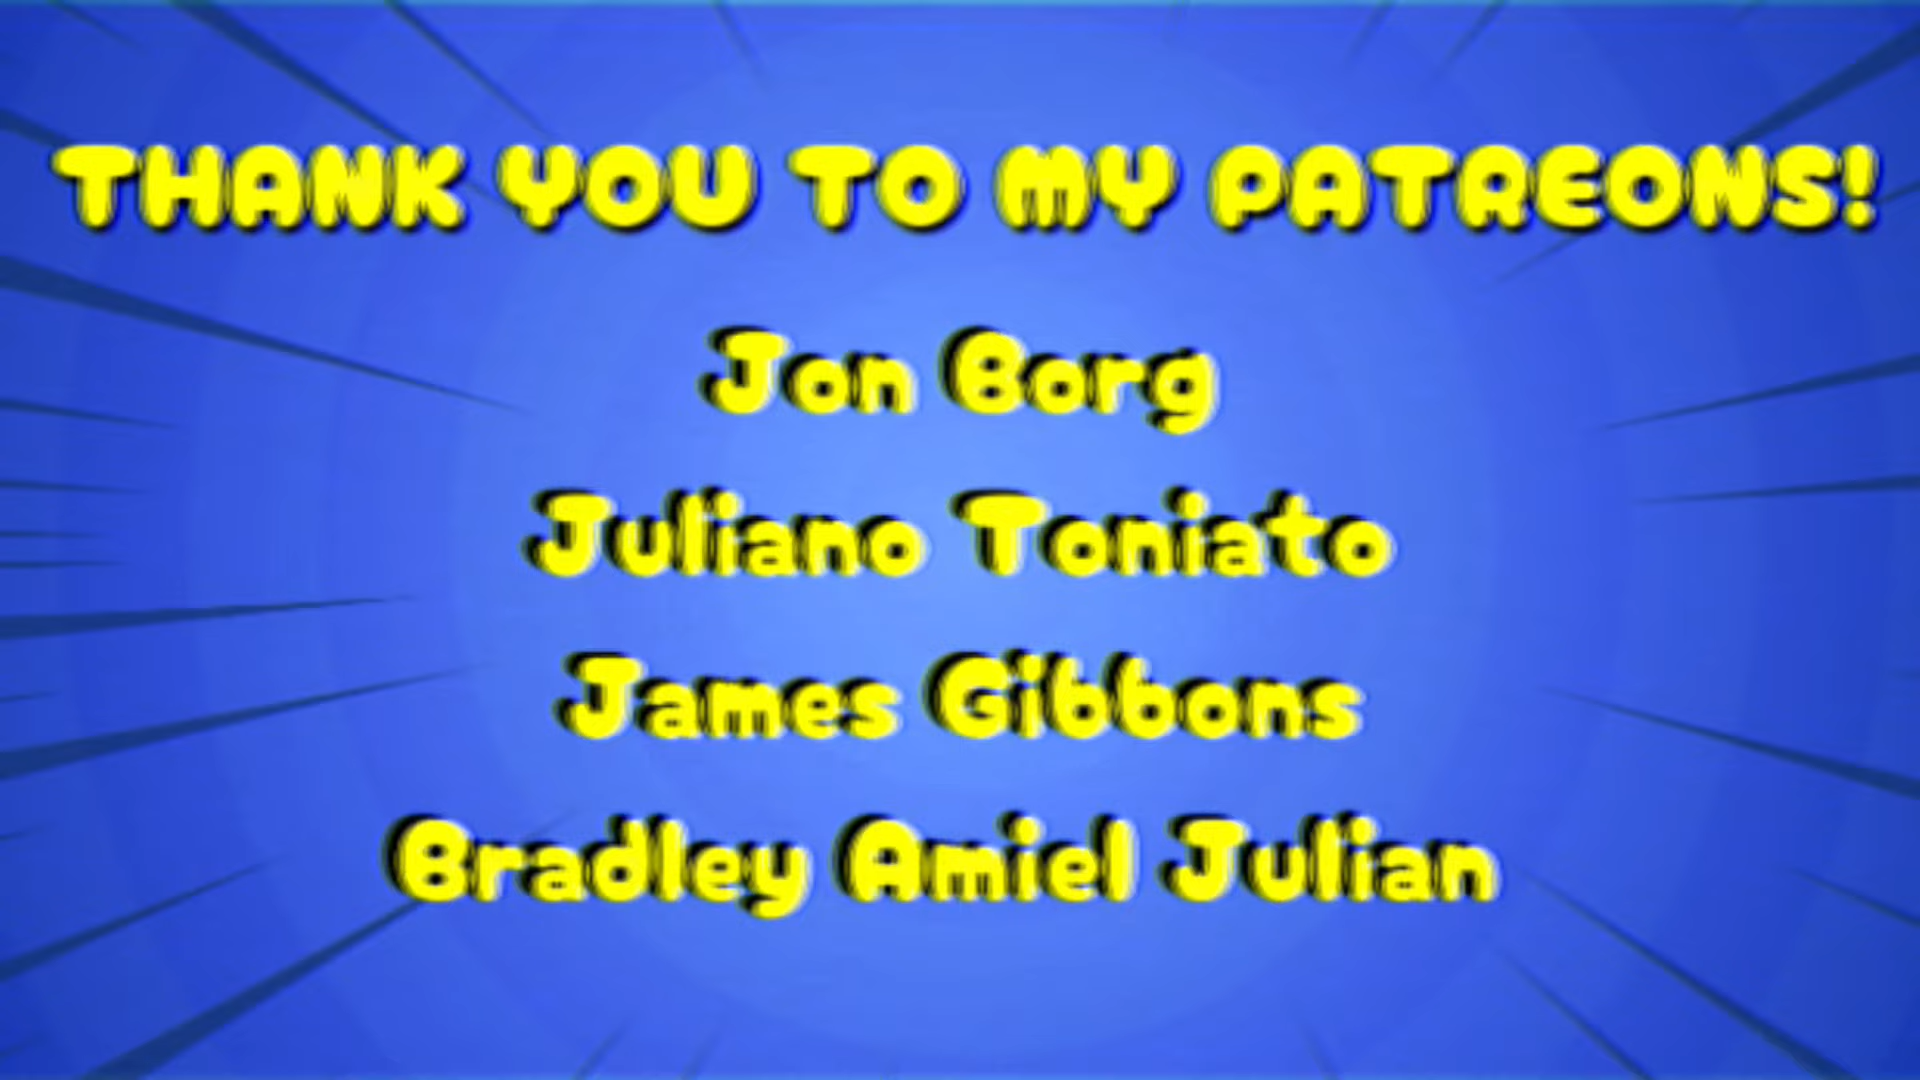 THANK YOU TO MY PATREONS!
Jon Borg
Juliano Toniato
James Gibbons
Bradley Amiel Julian